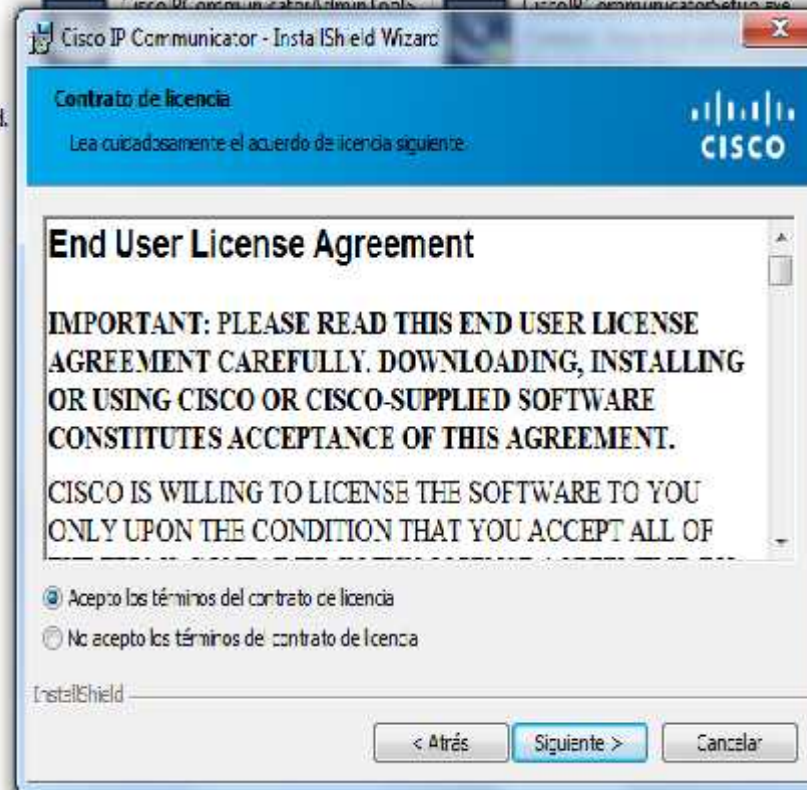 Cisco IP Communicator - InstallShield Wizard
Contrato de licencia
Lea cuidadosamente el acuerdo de licencia siguiente.
CISCO
End User License Agreement
IMPORTANT: PLEASE READ THIS END USER LICENSE
AGREEMENT CAREFULLY. DOWNLOADING, INSTALLING
OR USING CISCO OR CISCO-SUPPLIED SOFTWARE
CONSTITUTES ACCEPTANCE OF THIS AGREEMENT.
CISCO IS WILLING TO LICENSE THE SOFTWARE TO YOU
ONLY UPON THE CONDITION THAT YOU ACCEPT ALL OF
Acepto los términos del contrato de licencia
No acepto los términos del contrato de licencia
InstallShield
< Atrás
Siguiente >
Cancelar